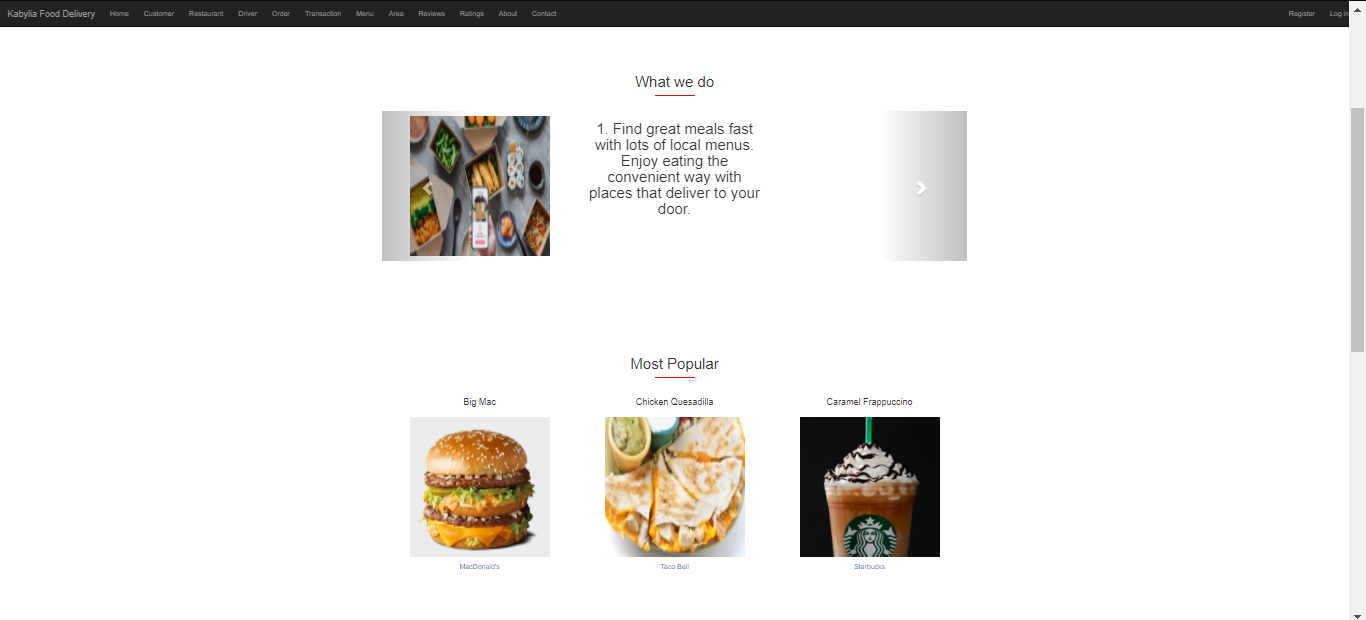 Kabylia Food Delivery Home Customer Restaurant Driver Order Transaction Menu Area Reviews Ratings About Contact Register Log in
What we do
1. Find great meals fast
with lots of local menus.
Enjoy eating the
convenient way with
places that deliver to your
door.
Most Popular
Big Mac Chicken Quesadilla Caramel Frappuccino
MacDonald's Taco Bell Starbucks